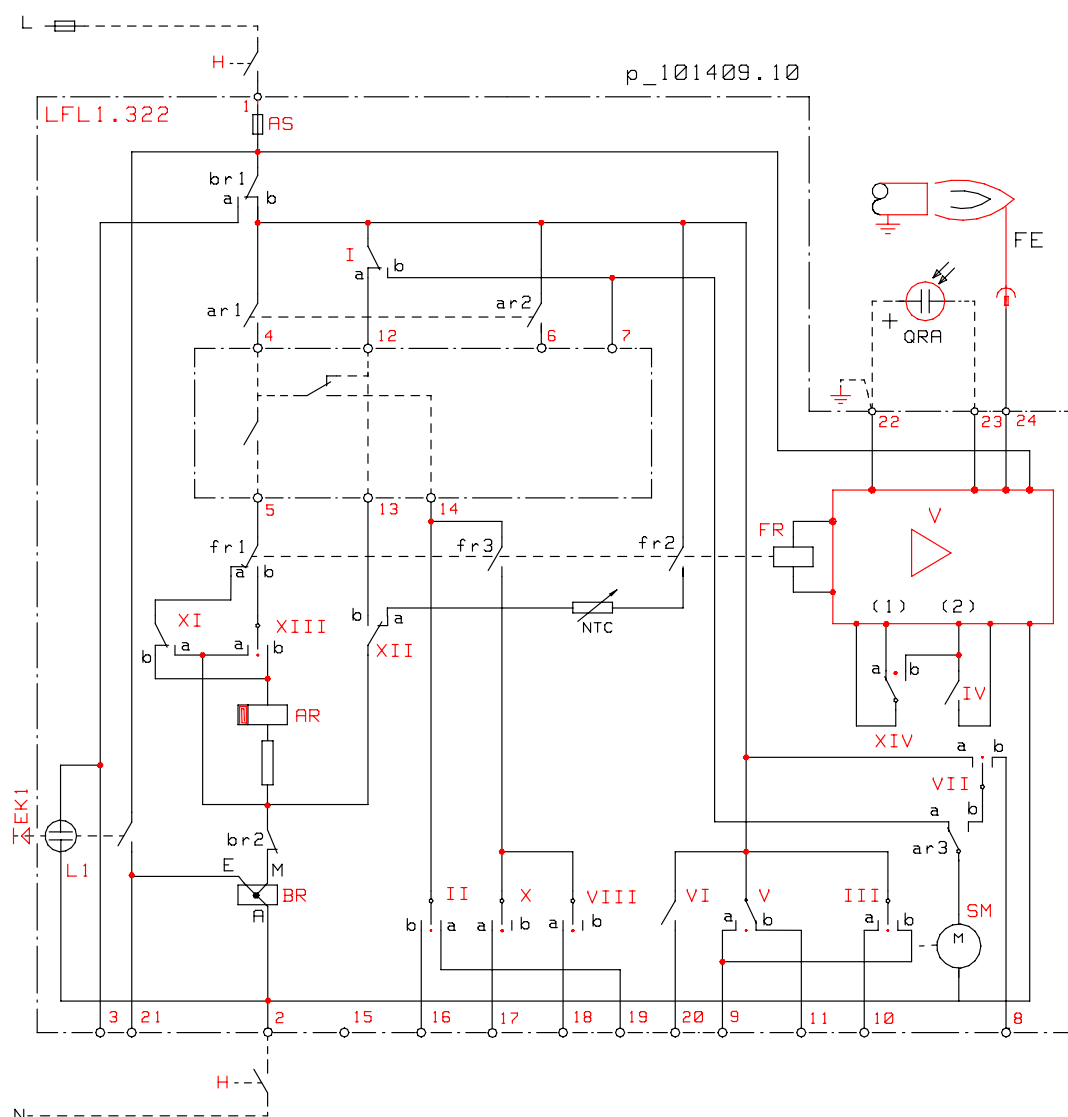 L
H
p_101409.10
LFL1.322
1
AS
br1
a b
I
a b
FE
ar1
ar2
+
QRA
4 12 6 7
22 23 24
5 13 14
V
FR
fr1
fr3
fr2
a b
(1) (2)
XI
XIII
b a
NTC
XII
a b
b a
a b
IV
AR
XIV
a b
VII
EK1
a b
br2
ar3
L1
E M
BR
A
II X VIII VI V III
SM
b a a b a b a b a b
M
3 21 2 15 16 17 18 19 20 9 11 10 8
H
N